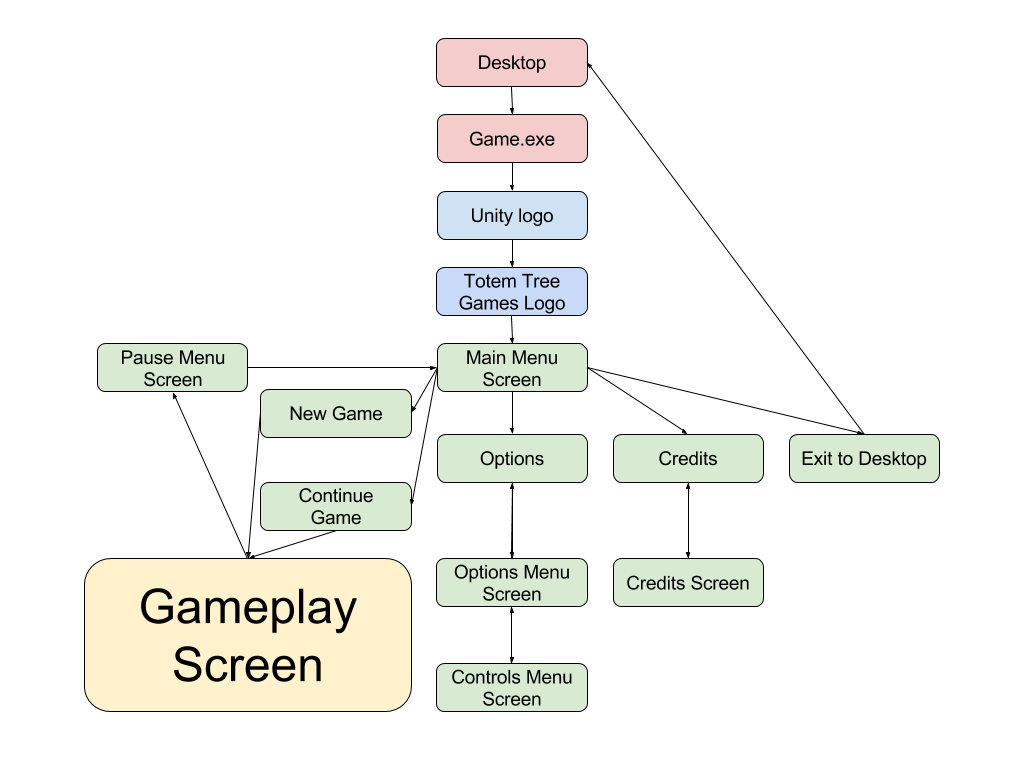 Desktop
Game.exe
Unity logo
Totem Tree
Games Logo
Pause Menu
Screen
Main Menu
Screen
New Game
Options
Credits
Exit to Desktop
Continue
Game
Gameplay
Screen
Options Menu
Screen
Credits Screen
Controls Menu
Screen